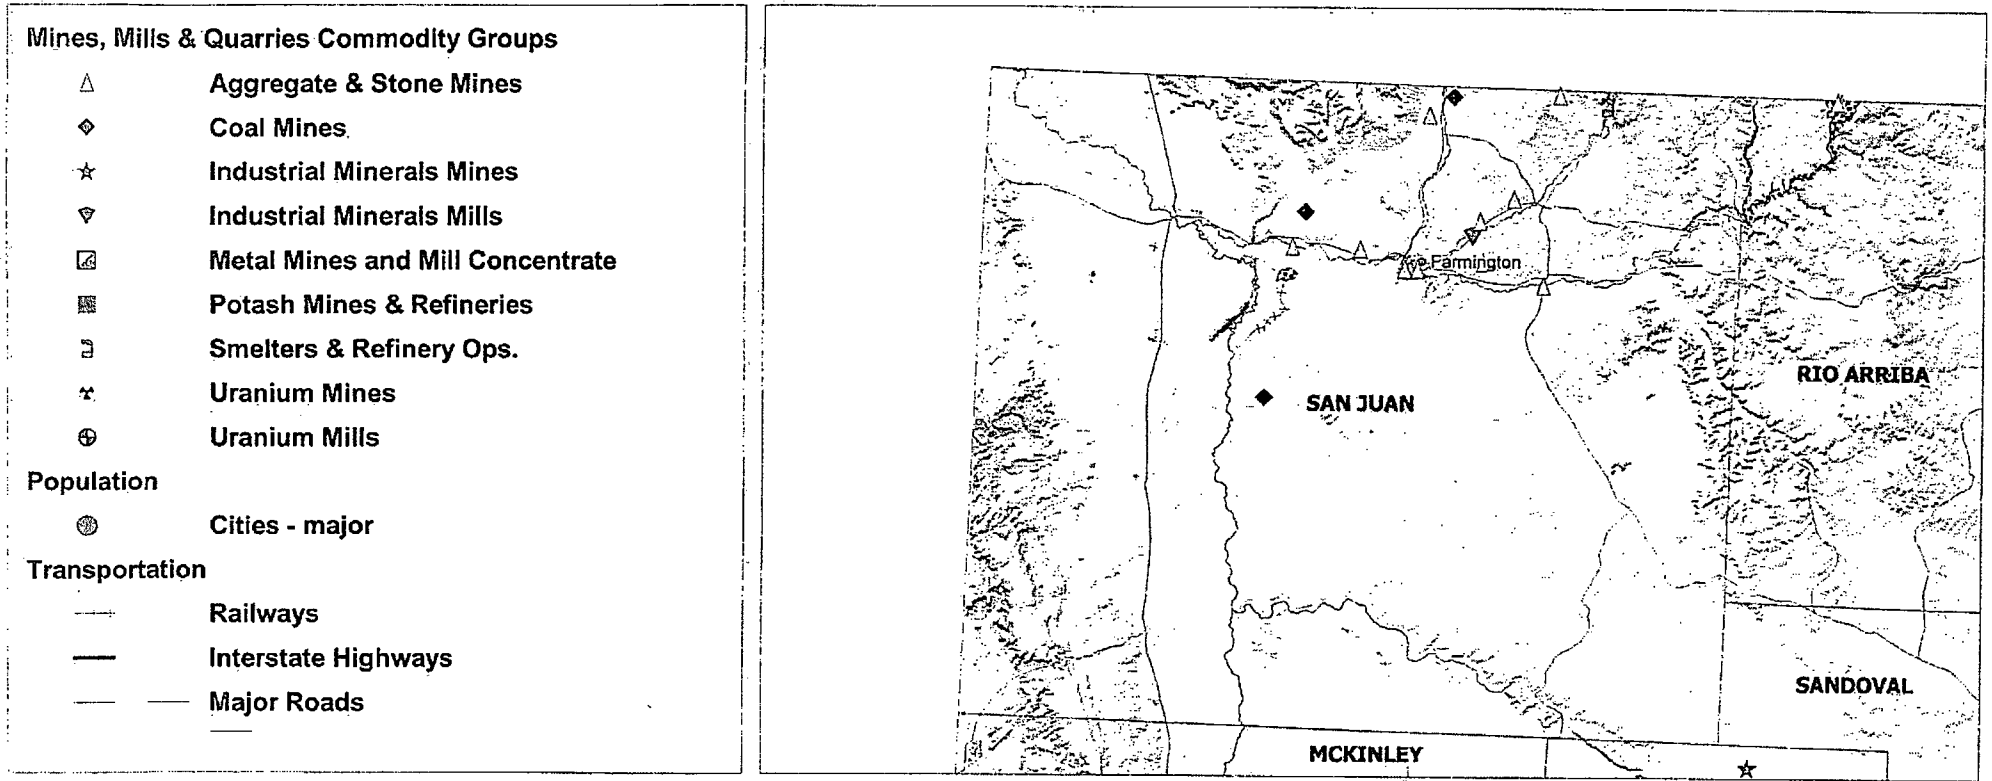 Mines, Mills & Quarries Commodity Groups
Aggregate & Stone Mines
Coal Mines
Industrial Minerals Mines
Industrial Minerals Mills
Metal Mines and Mill Concentrate
Potash Mines & Refineries
Smelters & Refinery Ops.
Uranium Mines
Uranium Mills
Population
Cities - major
Transportation
Railways
Interstate Highways
Major Roads
Farmington
RIO ARRIBA
SAN JUAN
SANDOVAL
MCKINLEY